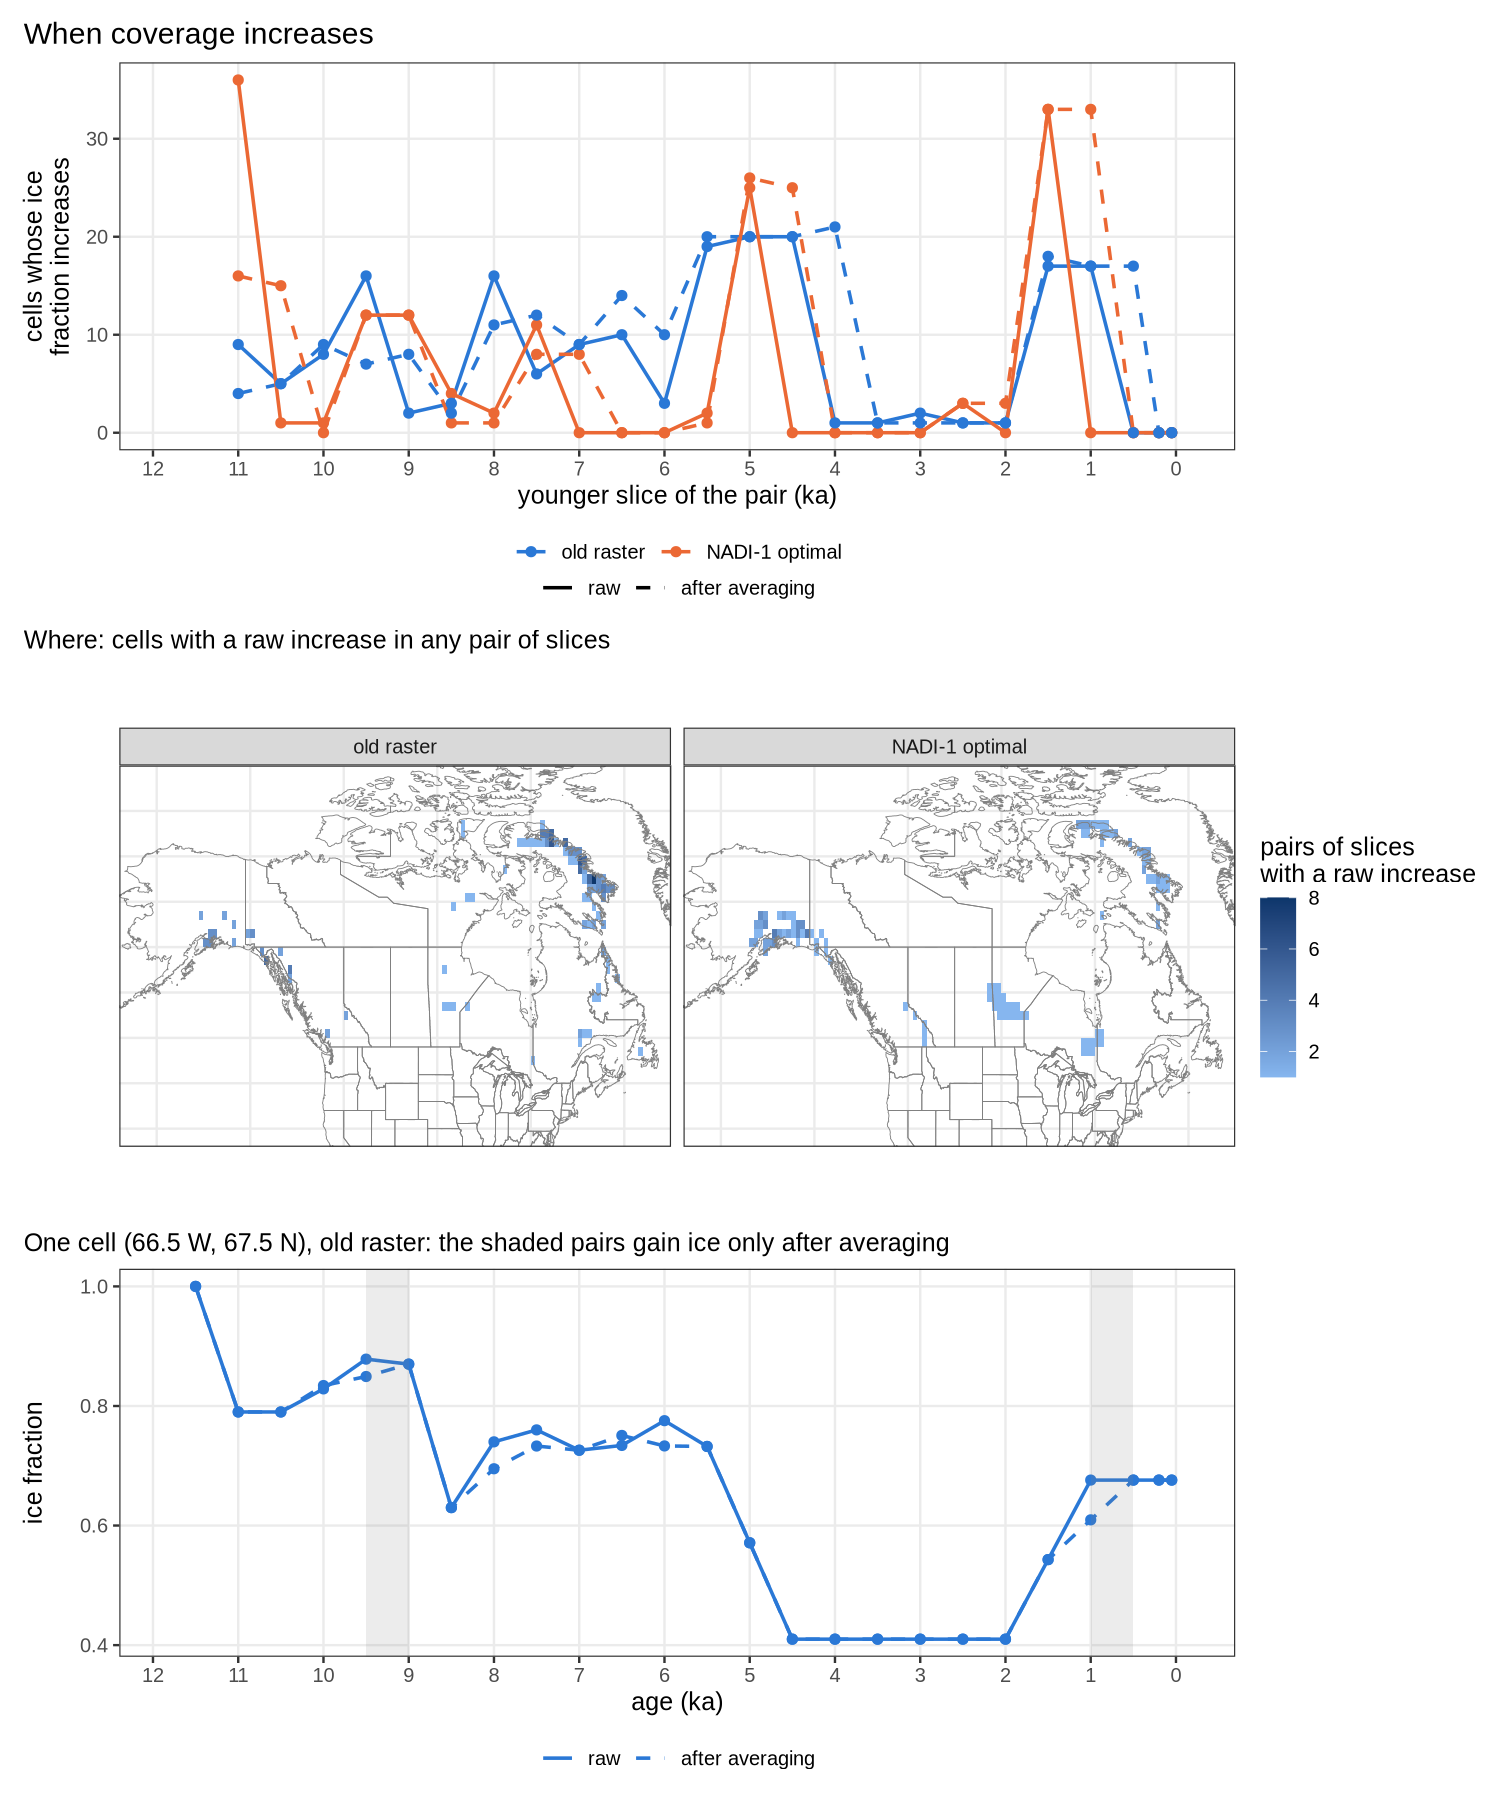 When coverage increases
cells whose ice
fraction increases
30
20
10
0
12 11 10 9 8 7 6 5 4 3 2 1 0
younger slice of the pair (ka)
old raster NADI-1 optimal
raw after averaging
Where: cells with a raw increase in any pair of slices
old raster NADI-1 optimal
pairs of slices
with a raw increase
8
6
4
2
One cell (66.5 W, 67.5 N), old raster: the shaded pairs gain ice only after averaging
ice fraction
1.0
0.8
0.6
0.4
12 11 10 9 8 7 6 5 4 3 2 1 0
age (ka)
raw after averaging